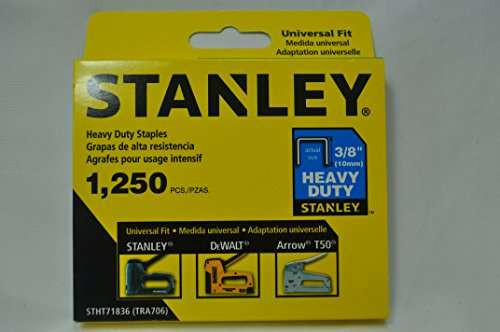 Universal Fit
Medida universal
Adaptation universelle
STANLEY®
Heavy Duty Staples
Grapas de alta resistencia
Agrafes pour usage intensif
1,250 PCS./PZAS.
actual
size
3/8"
(10mm)
HEAVY
DUTY
STANLEY™
Universal Fit • Medida universal • Adaptation universelle
STANLEY® DEWALT® Arrow® T50®
STHT71836 (TRA706)